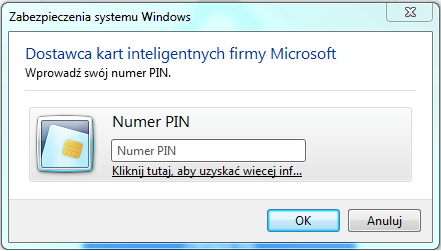 Zabezpieczenia systemu Windows
Dostawca kart inteligentnych firmy Microsoft
Wprowadź swój numer PIN.
Numer PIN
Numer PIN
Kliknij tutaj, aby uzyskać wiecej inf...
OK
Anuluj